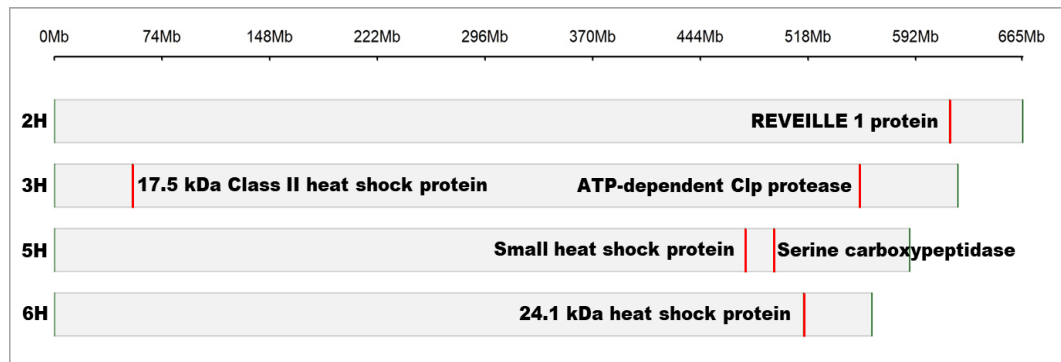 0Mb 74Mb 148Mb 222Mb 296Mb 370Mb 444Mb 518Mb 592Mb 665Mb
2H REVEILLE 1 protein
3H 17.5 kDa Class II heat shock protein ATP-dependent Clp protease
5H Small heat shock protein Serine carboxypeptidase
6H 24.1 kDa heat shock protein